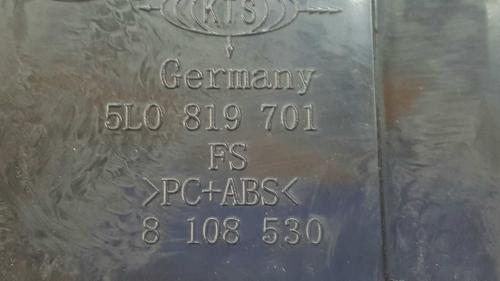 KTS
Germany
5L0 819 701
FS
>PC+ABS<
8 108 530